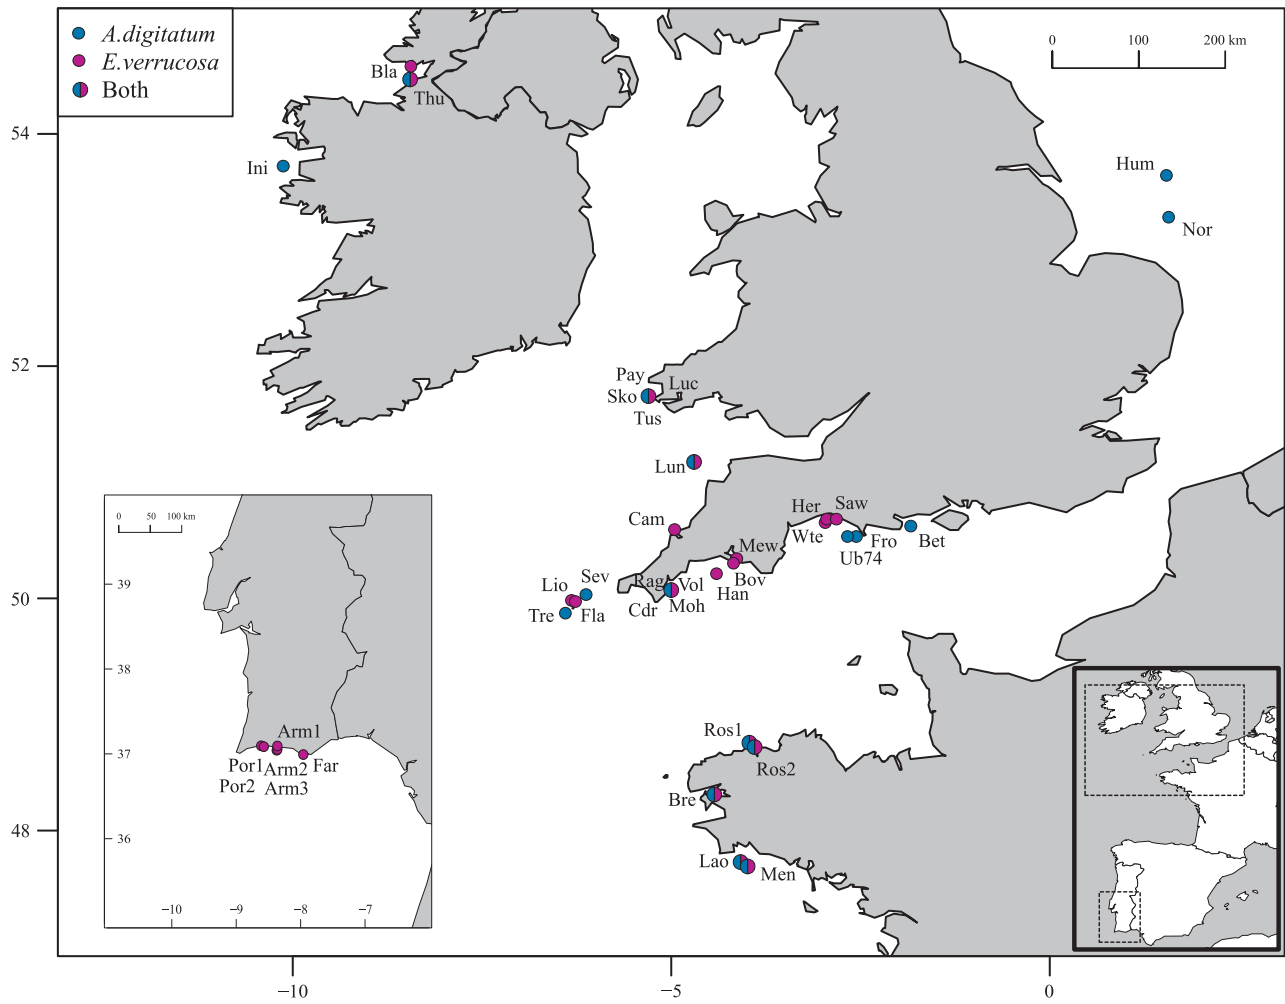 A.digitatum
E.verrucosa
Both
0 100 200 km
Bla
Thu
54
Ini
Hum
Nor
52
Pay
Luc
Sko
Tus
Lun
Her Saw
Cam
Wte
Fro Bet
Ub74
Mew
Bov
Han
Lio Sev
Rag Vol
Tre Fla
Cdr Moh
50
0 50 100 km
39
38
37
36
Arm1
Por1 Arm2 Far
Por2 Arm3
−10 −9 −8 −7
Ros1
Ros2
Bre
48
Lao
Men
−10 −5 0